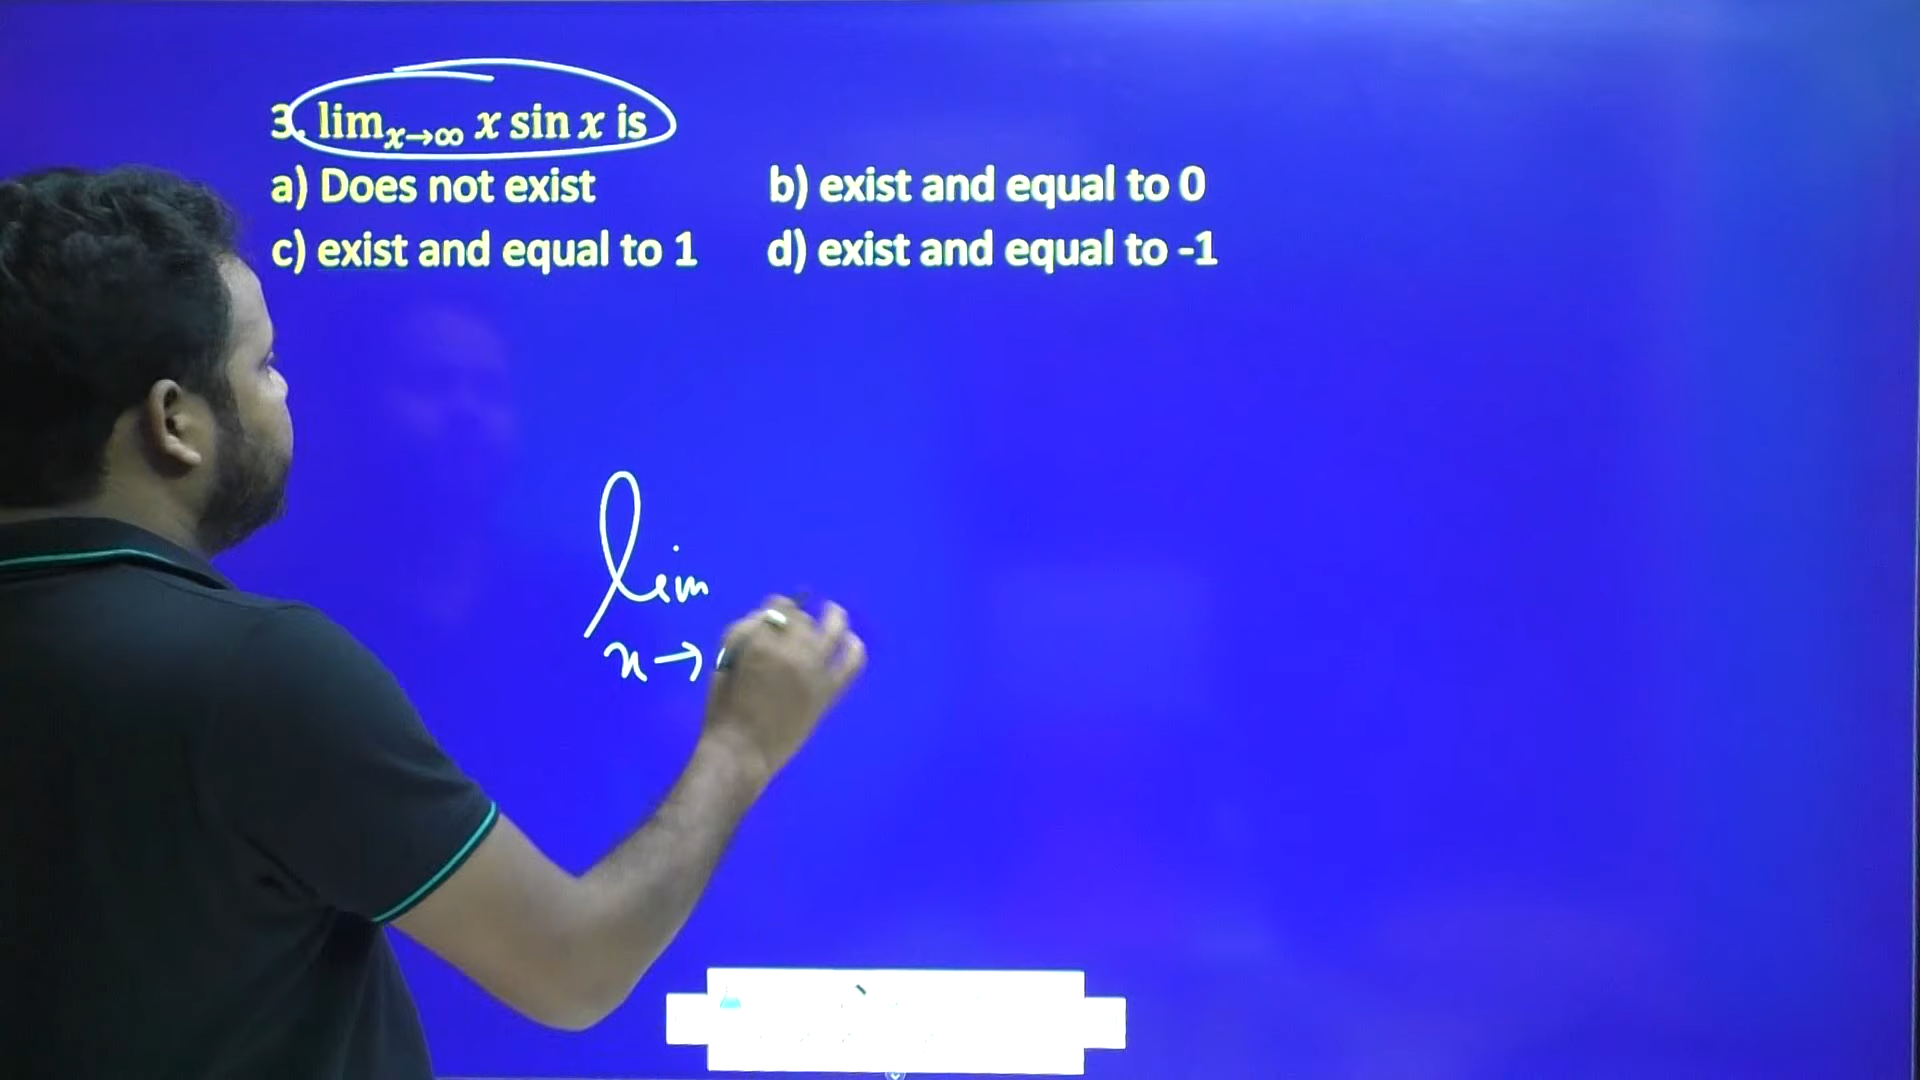 3. lim x→∞ x sin x is
a) Does not exist b) exist and equal to 0
c) exist and equal to 1 d) exist and equal to -1
lim
x→